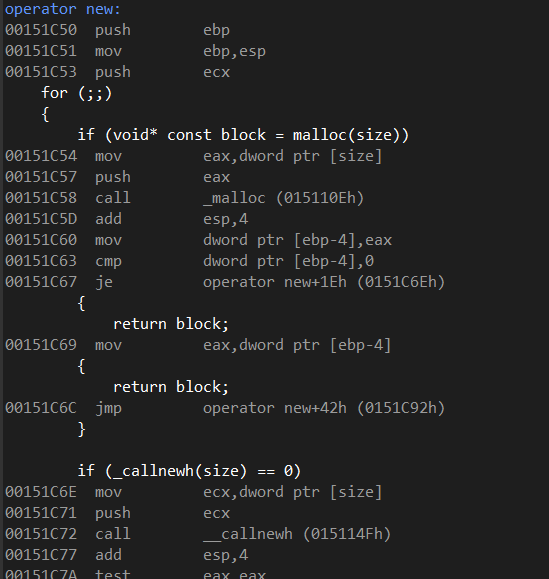 operator new:
00151C50  push        ebp
00151C51  mov         ebp,esp
00151C53  push        ecx
    for (;;)
    {
        if (void* const block = malloc(size))
00151C54  mov         eax,dword ptr [size]
00151C57  push        eax
00151C58  call        _malloc (015110Eh)
00151C5D  add         esp,4
00151C60  mov         dword ptr [ebp-4],eax
00151C63  cmp         dword ptr [ebp-4],0
00151C67  je          operator new+1Eh (0151C6Eh)
        {
            return block;
00151C69  mov         eax,dword ptr [ebp-4]
        {
            return block;
00151C6C  jmp         operator new+42h (0151C92h)
        }
        if (_callnewh(size) == 0)
00151C6E  mov         ecx,dword ptr [size]
00151C71  push        ecx
00151C72  call        __callnewh (015114Fh)
00151C77  add         esp,4
00151C7A  test        eax,eax